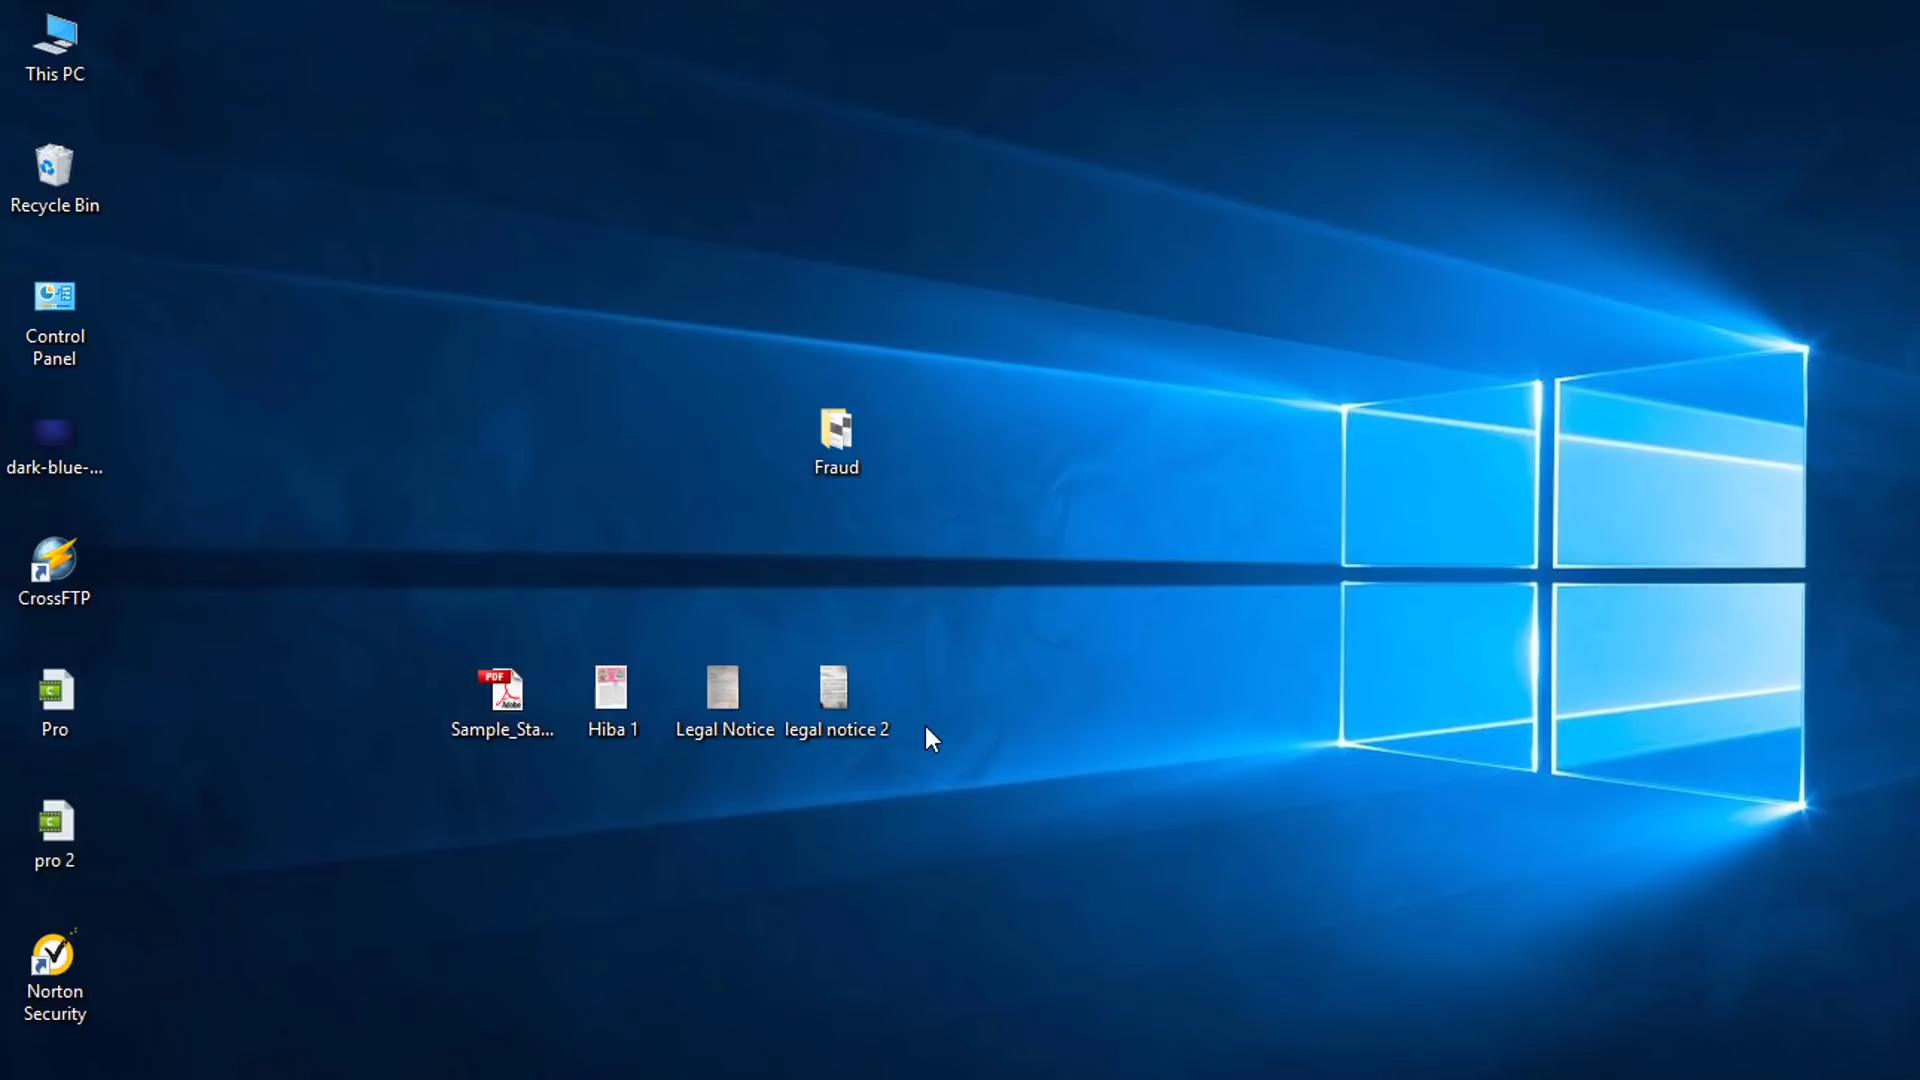 This PC
Recycle Bin
Control
Panel
dark-blue-...
Fraud
CrossFTP
PDF
Adobe
Sample_Sta...
Hiba 1
Legal Notice
legal notice 2
C
Pro
C
pro 2
Norton
Security